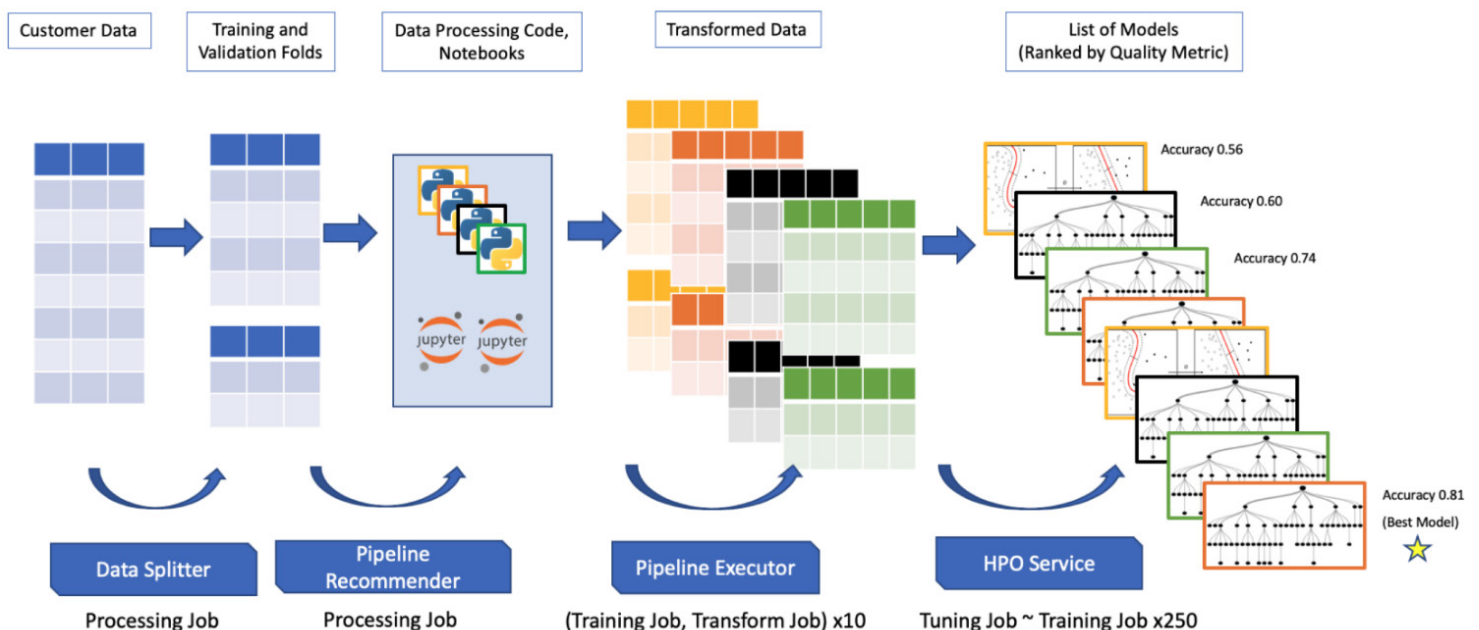 Customer Data
Training and
Validation Folds
Data Processing Code,
Notebooks
Transformed Data
List of Models
(Ranked by Quality Metric)
Accuracy 0.56
Accuracy 0.60
Accuracy 0.74
jupyter
jupyter
Accuracy 0.81
(Best Model)
Data Splitter
Pipeline
Recommender
Pipeline Executor
HPO Service
Processing Job
Processing Job
(Training Job, Transform Job) x10
Tuning Job ~ Training Job x250